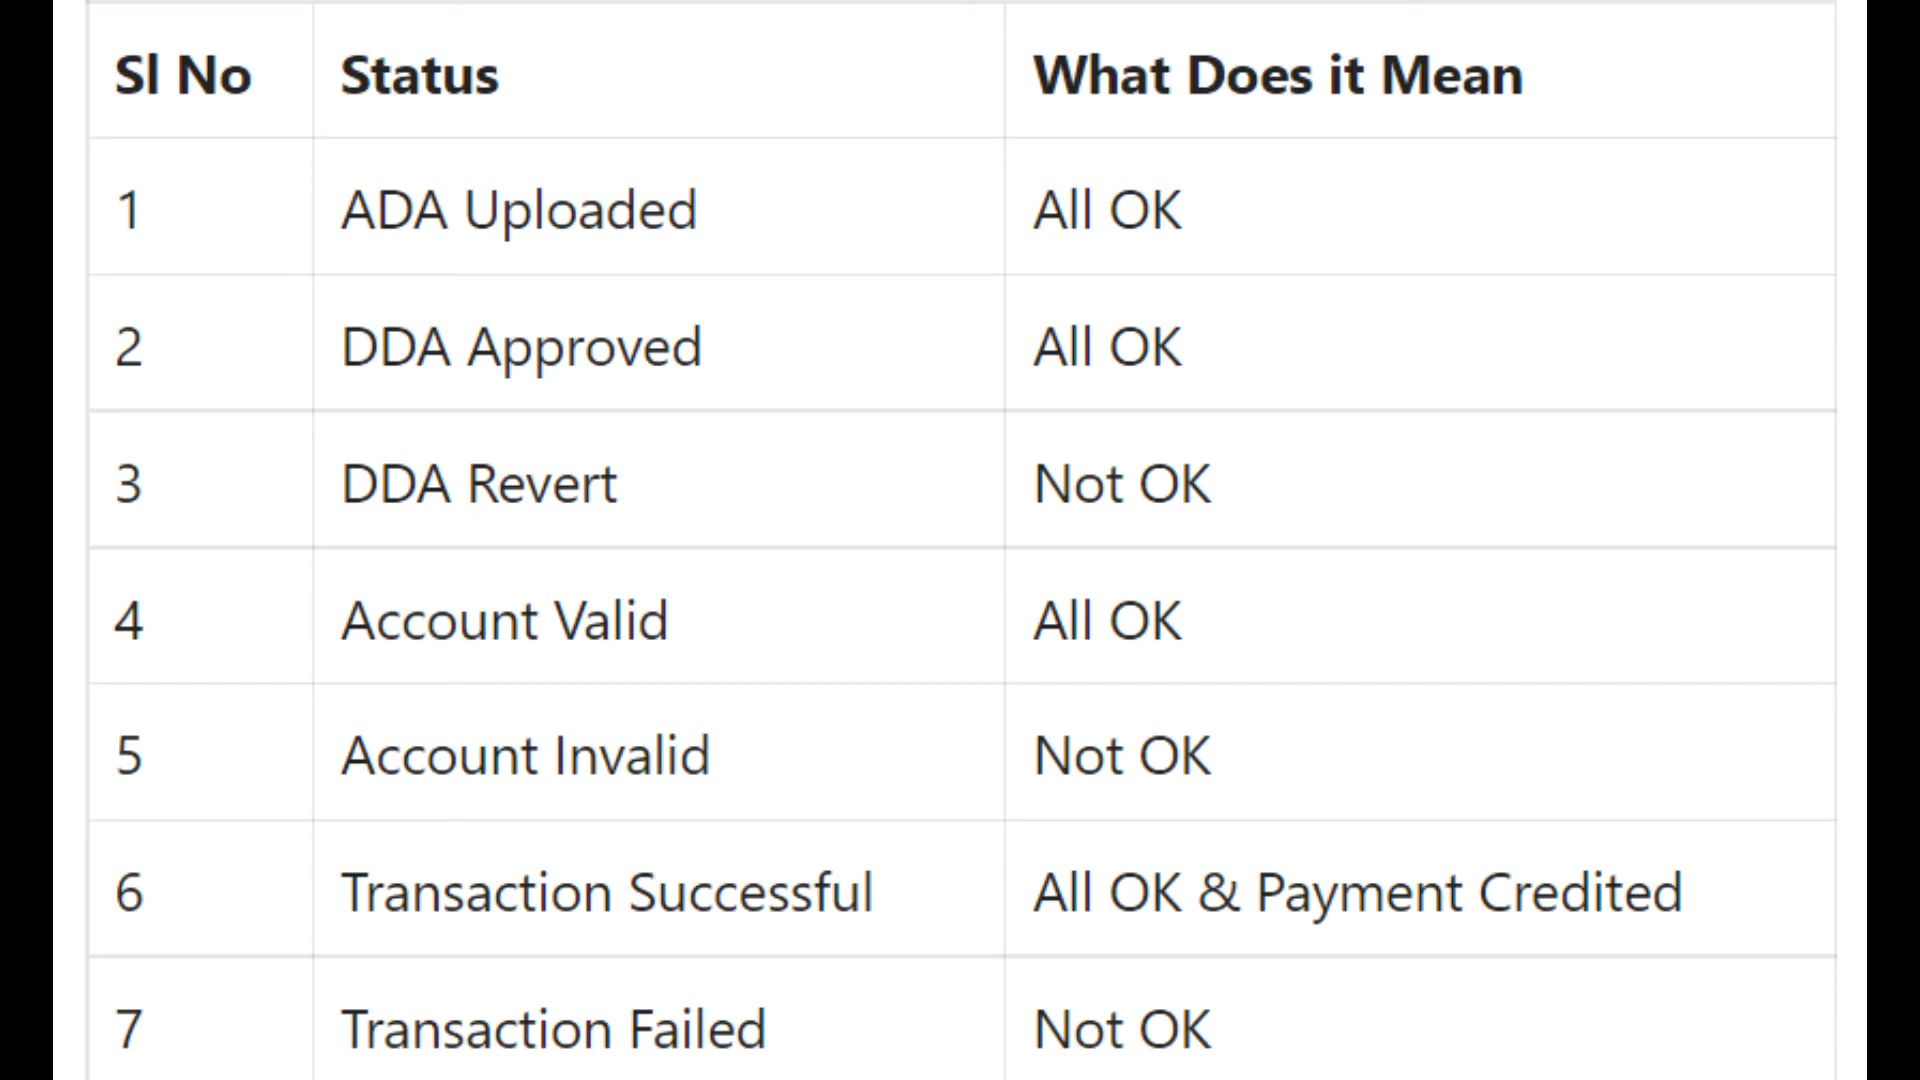 Sl No Status What Does it Mean
1 ADA Uploaded All OK
2 DDA Approved All OK
3 DDA Revert Not OK
4 Account Valid All OK
5 Account Invalid Not OK
6 Transaction Successful All OK & Payment Credited
7 Transaction Failed Not OK